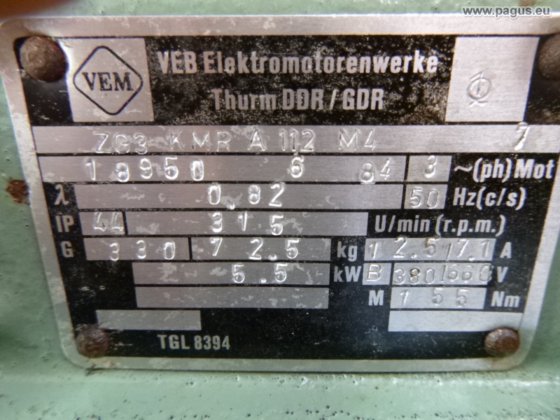 © www.pagus.eu
VEM
VEB Elektromotorenwerke
Thurm DDR/GDR
ZG3 KMR A 112 M4 7
18950 6 84 3 ~(ph) Mot
λ 0.82 50 Hz(c/s)
IP 44 315 U/min (r.p.m.)
G 330 72.5 kg 12.5 / 7.1 A
5.5 kW B 380 V
M 155 Nm
TGL 8394